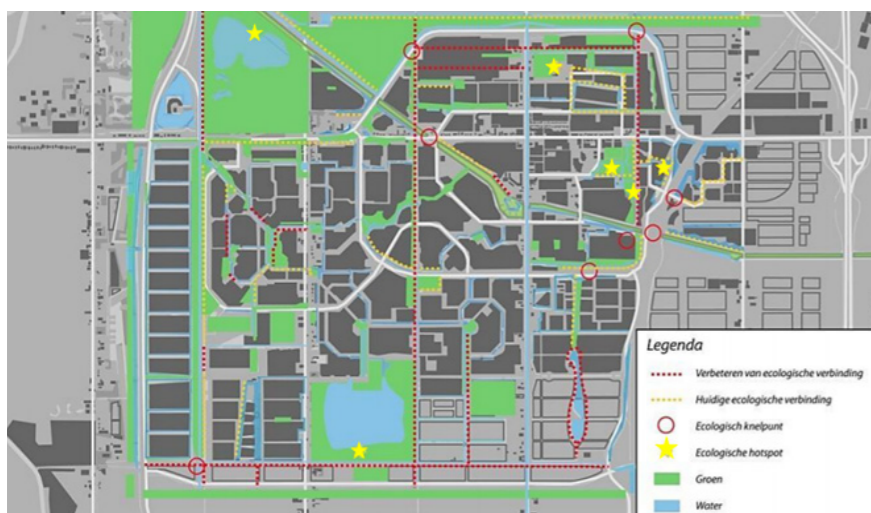 Legenda
Verbeteren van ecologische verbinding
Huidige ecologische verbinding
Ecologisch knelpunt
Ecologische hotspot
Groen
Water